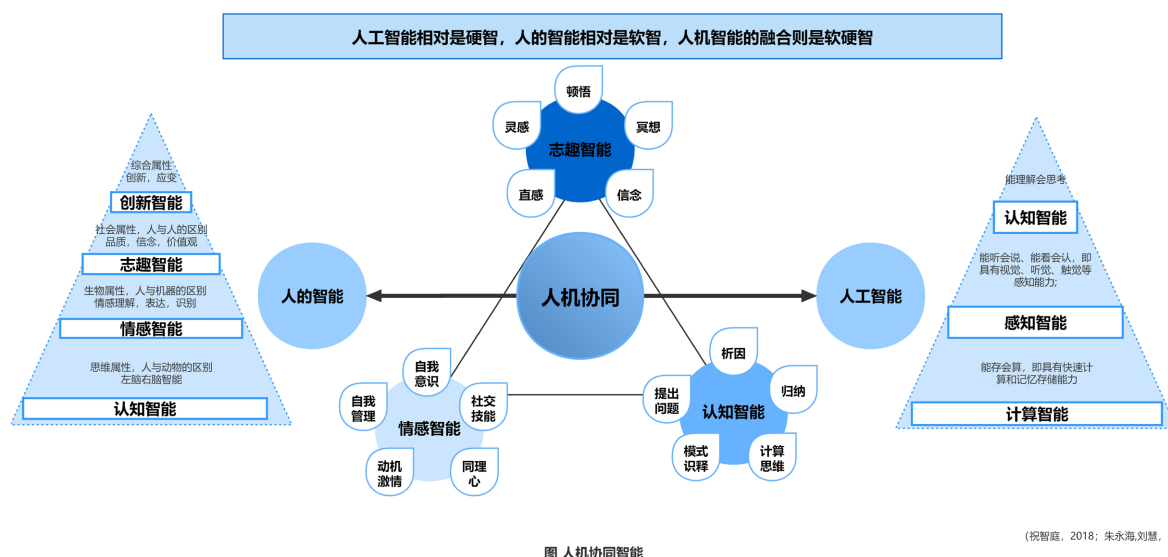 人工智能相对是硬智，人的智能相对是软智，人机智能的融合则是软硬智
综合属性
创新，应变
创新智能
社会属性，人与人的区别
品质，信念，价值观
志趣智能
生物属性，人与机器的区别
情感理解，表达，识别
情感智能
思维属性，人与动物的区别
左脑右脑智能
认知智能
顿悟
灵感
冥想
志趣智能
直感
信念
人的智能
人机协同
人工智能
自我
意识
自我
管理
社交
技能
情感智能
动机
激情
同理
心
析因
提出
问题
归纳
认知智能
模式
识释
计算
思维
能理解会思考
认知智能
能听会说、能看会认，即
具有视觉、听觉、触觉等
感知能力;
感知智能
能存会算，即具有快速计
算和记忆存储能力
计算智能
(祝智庭，2018；朱永海,刘慧,
图 人机协同智能